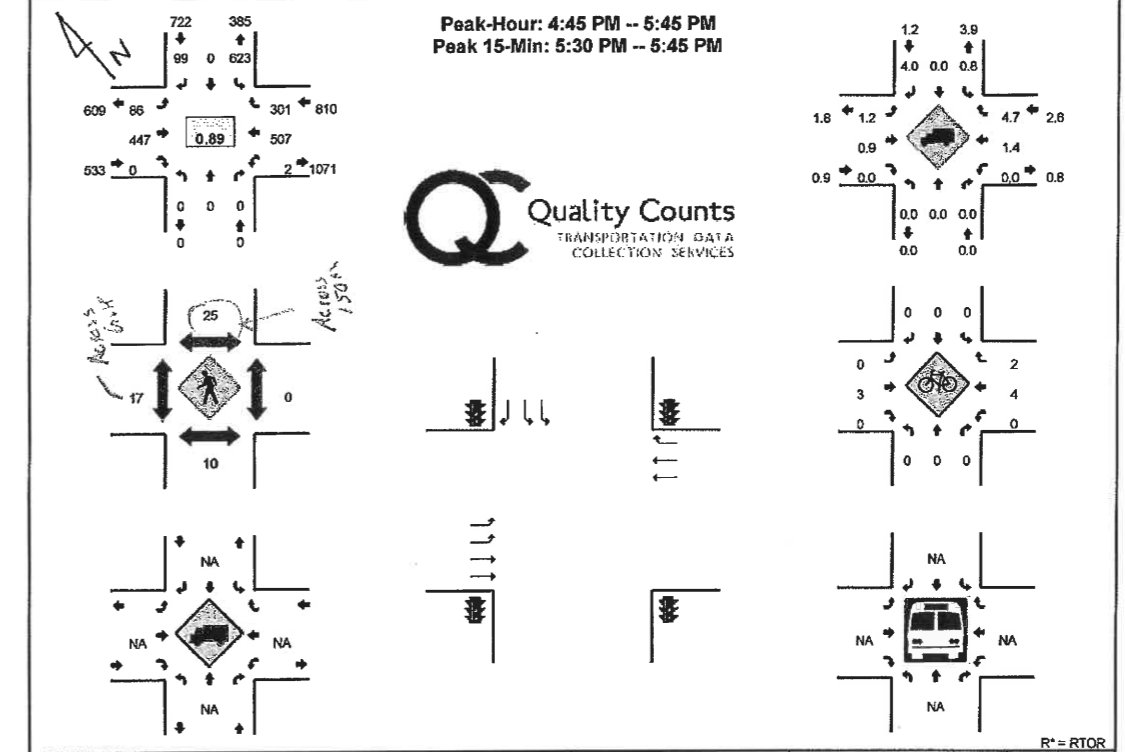 Peak-Hour: 4:45 PM -- 5:45 PM
Peak 15-Min: 5:30 PM -- 5:45 PM
N
722 385
99 0 623
609 86 301 810
447 0.89 507
533 0 2 1071
0 0 0
0 0
1.2 3.9
4.0 0.0 0.8
1.8 1.2 4.7 2.6
0.9 1.4
0.9 0.0 0.0 0.8
0.0 0.0 0.0
0.0 0.0
QC Quality Counts
TRANSPORTATION DATA
COLLECTION SERVICES
Across
Across
25
17 0
10
0 0 0
0 2
3 4
0 0
0 0 0
NA
NA NA
NA
NA
NA NA
NA
R* = RTOR